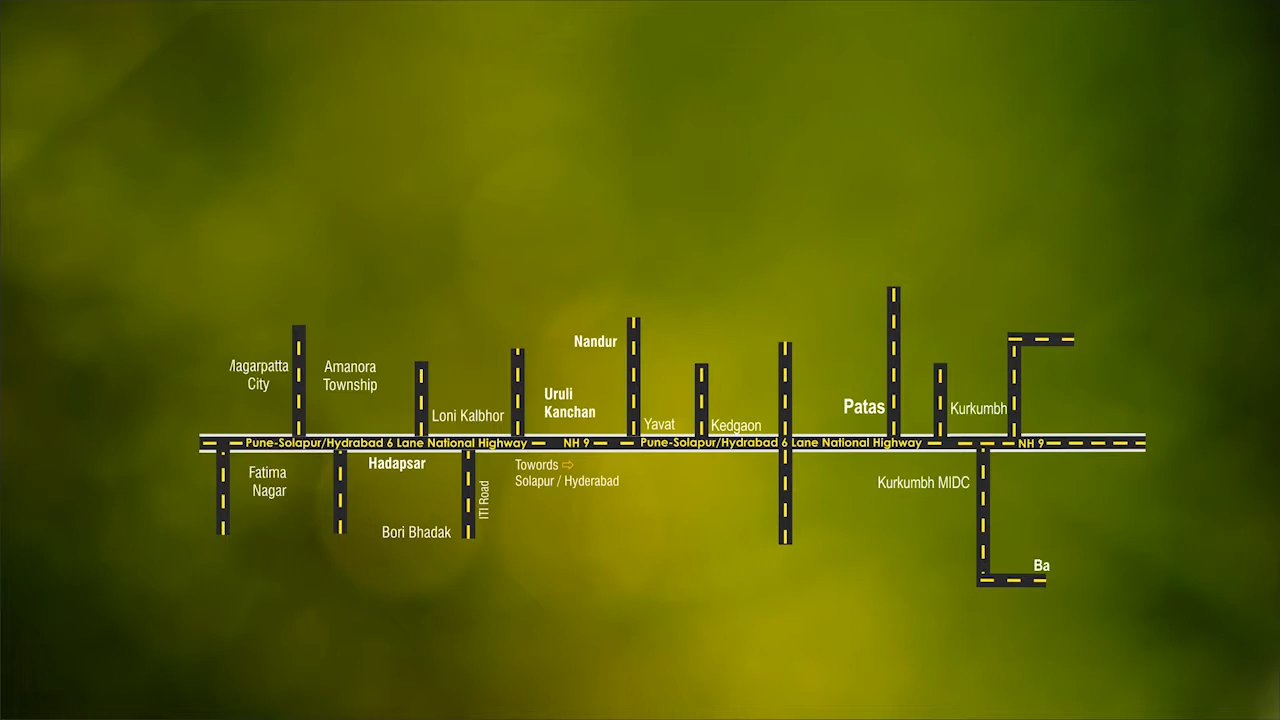 Nandur
Magarpatta
City
Amanora
Township
Uruli
Kanchan
Loni Kalbhor
Yavat
Kedgaon
Patas
Kurkumbh
Pune-Solapur/Hydrabad 6 Lane National Highway
NH 9
Pune-Solapur/Hydrabad 6 Lane National Highway
NH 9
Fatima
Nagar
Hadapsar
Towords
Solapur / Hyderabad
ITI Road
Bori Bhadak
Kurkumbh MIDC
Ba